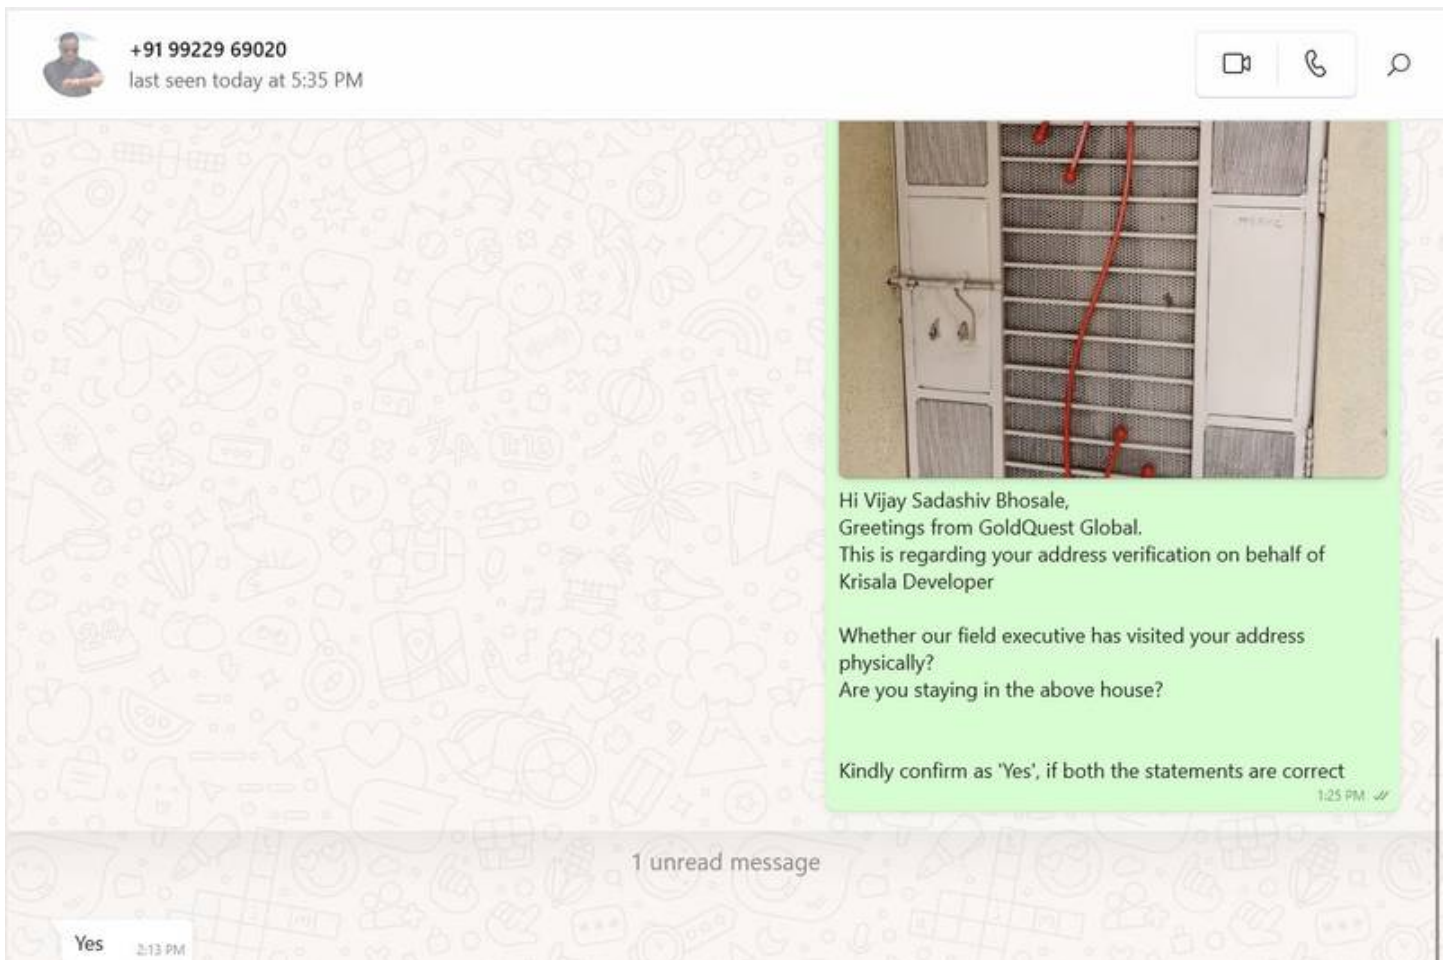 +91 99229 69020
last seen today at 5:35 PM
Hi Vijay Sadashiv Bhosale,
Greetings from GoldQuest Global.
This is regarding your address verification on behalf of
Krisala Developer
Whether our field executive has visited your address
physically?
Are you staying in the above house?
Kindly confirm as 'Yes', if both the statements are correct
1:25 PM
1 unread message
Yes
2:13 PM